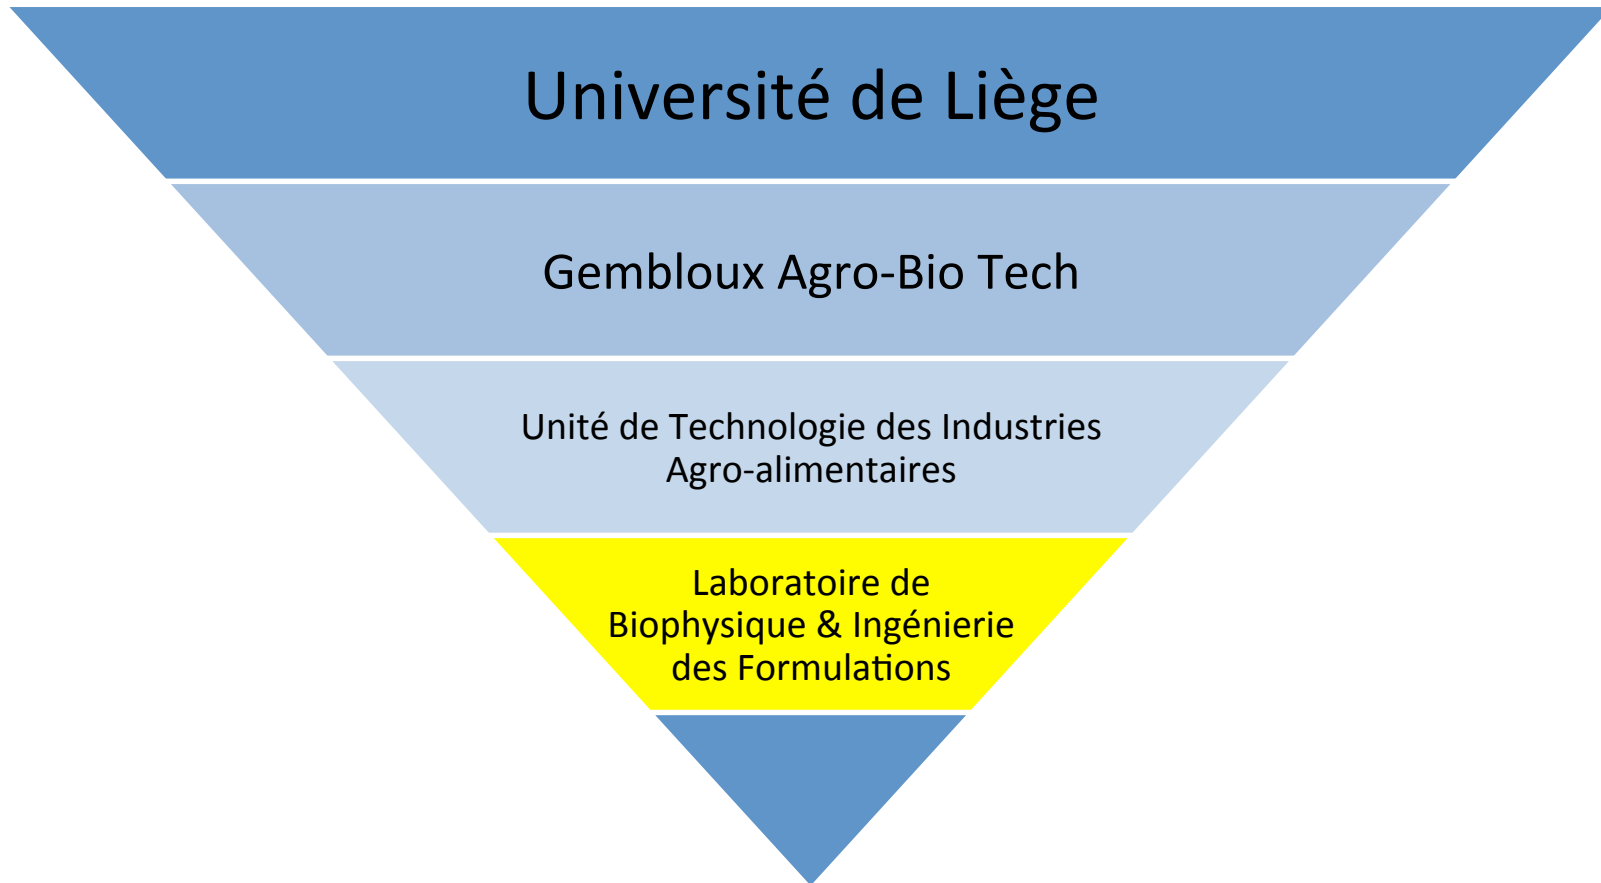 Université de Liège
Gembloux Agro-Bio Tech
Unité de Technologie des Industries
Agro-alimentaires
Laboratoire de
Biophysique & Ingénierie
des Formulations